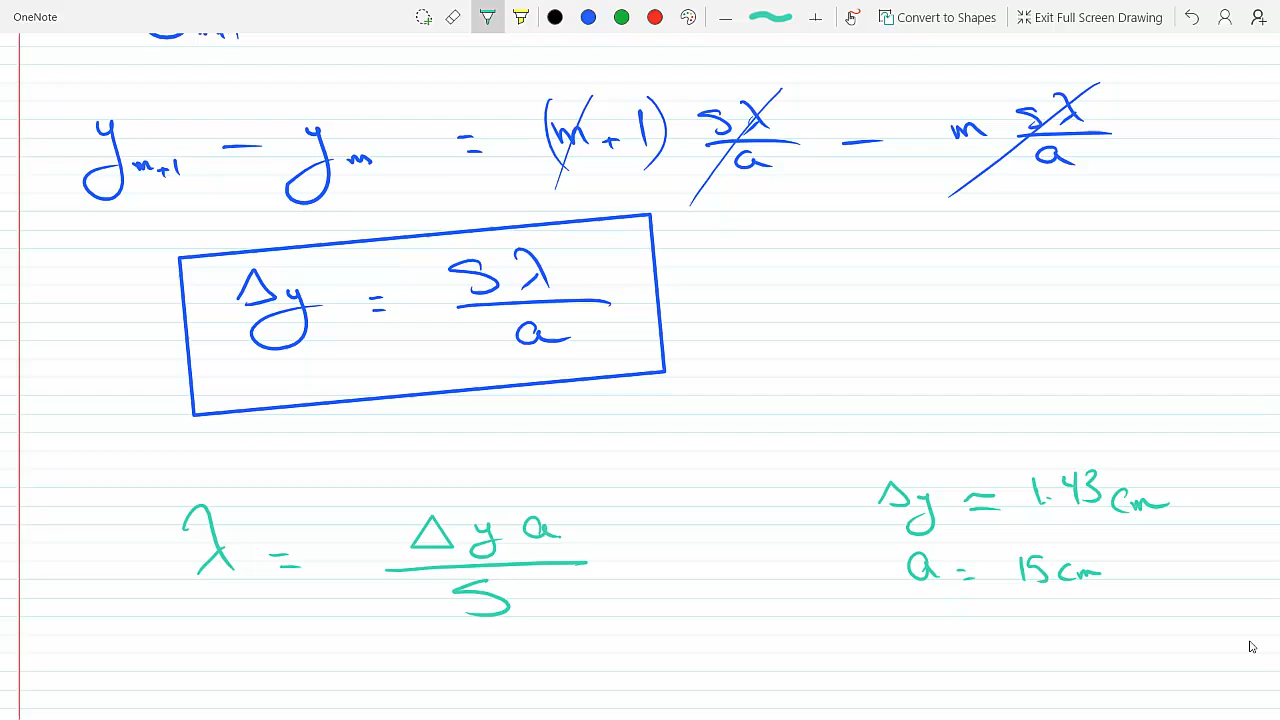 OneNote
Convert to Shapes
Exit Full Screen Drawing
y_{m+1} - y_m = (m + 1) sλ/a - m sλ/a
Δy = sλ/a
Δy ≃ 1.43 cm
λ = Δy a / s
a = 15 cm